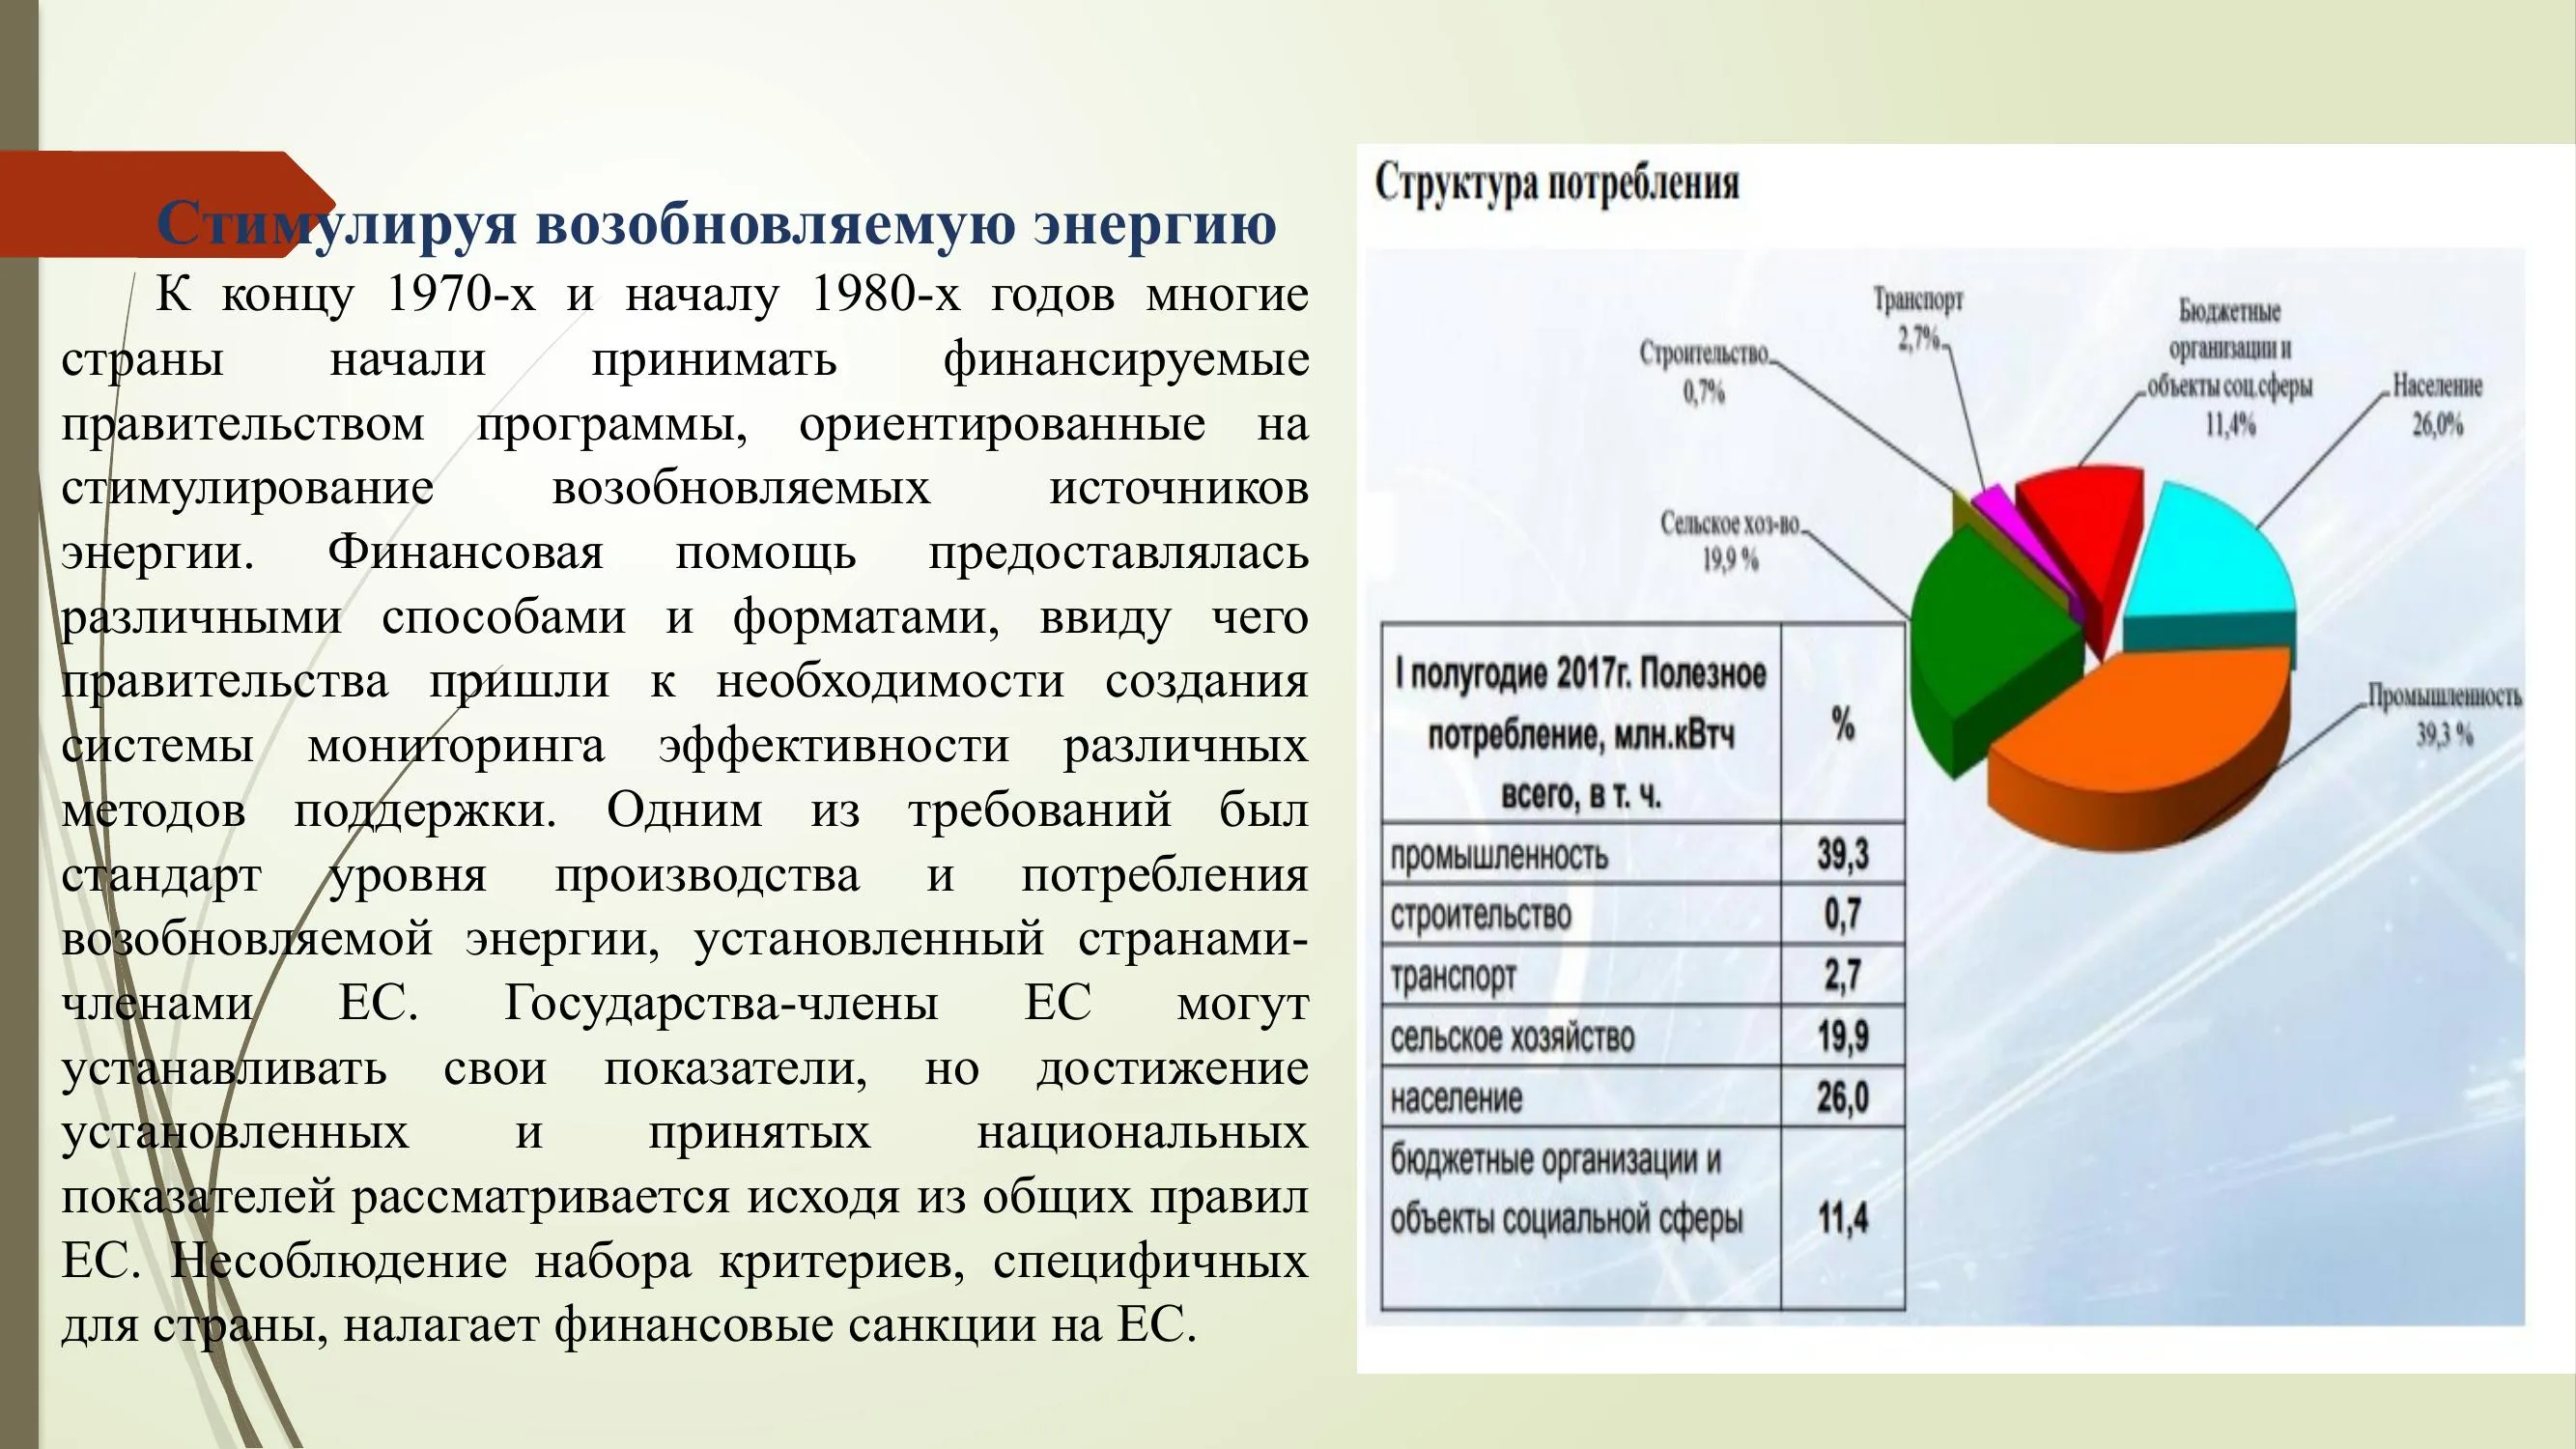 Стимулируя возобновляемую энергию
К концу 1970-х и началу 1980-х годов многие
страны начали принимать финансируемые
правительством программы, ориентированные на
стимулирование возобновляемых источников
энергии. Финансовая помощь предоставлялась
различными способами и форматами, ввиду чего
правительства пришли к необходимости создания
системы мониторинга эффективности различных
методов поддержки. Одним из требований был
стандарт уровня производства и потребления
возобновляемой энергии, установленный странами-
членами ЕС. Государства-члены ЕС могут
устанавливать свои показатели, но достижение
установленных и принятых национальных
показателей рассматривается исходя из общих правил
ЕС. Несоблюдение набора критериев, специфичных
для страны, налагает финансовые санкции на ЕС.
Структура потребления
Транспорт
2,7%
Бюджетные
организации и
объекты соц.сферы
11,4%
Строительство
0,7%
Население
26,0%
Сельское хоз-во
19,9 %
Промышленность
39,3 %
I полугодие 2017г. Полезное
потребление, млн.кВтч
всего, в т. ч.
%
промышленность 39,3
строительство 0,7
транспорт 2,7
сельское хозяйство 19,9
население 26,0
бюджетные организации и
объекты социальной сферы 11,4